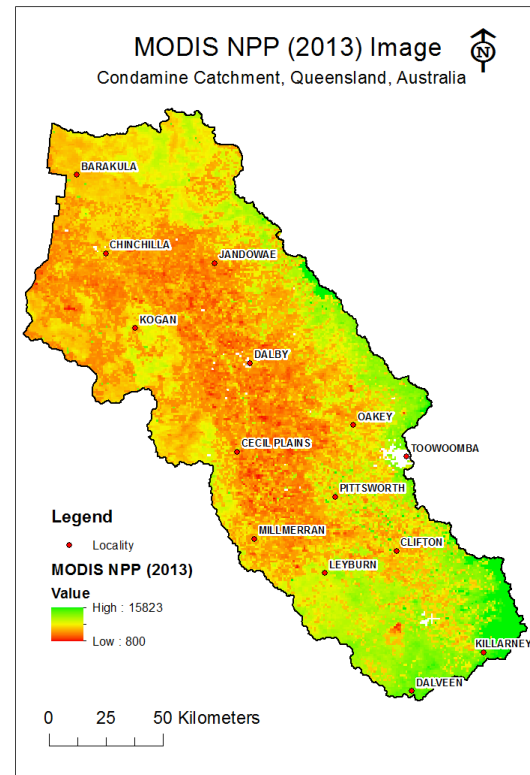 MODIS NPP (2013) Image
N
Condamine Catchment, Queensland, Australia
BARAKULA
CHINCHILLA
JANDOWAE
KOGAN
DALBY
OAKEY
CECIL PLAINS
TOOWOOMBA
PITTSWORTH
MILLMERRAN
CLIFTON
LEYBURN
KILLARNEY
DALVEEN
Legend
Locality
MODIS NPP (2013)
Value
High : 15823
Low : 800
0 25 50 Kilometers